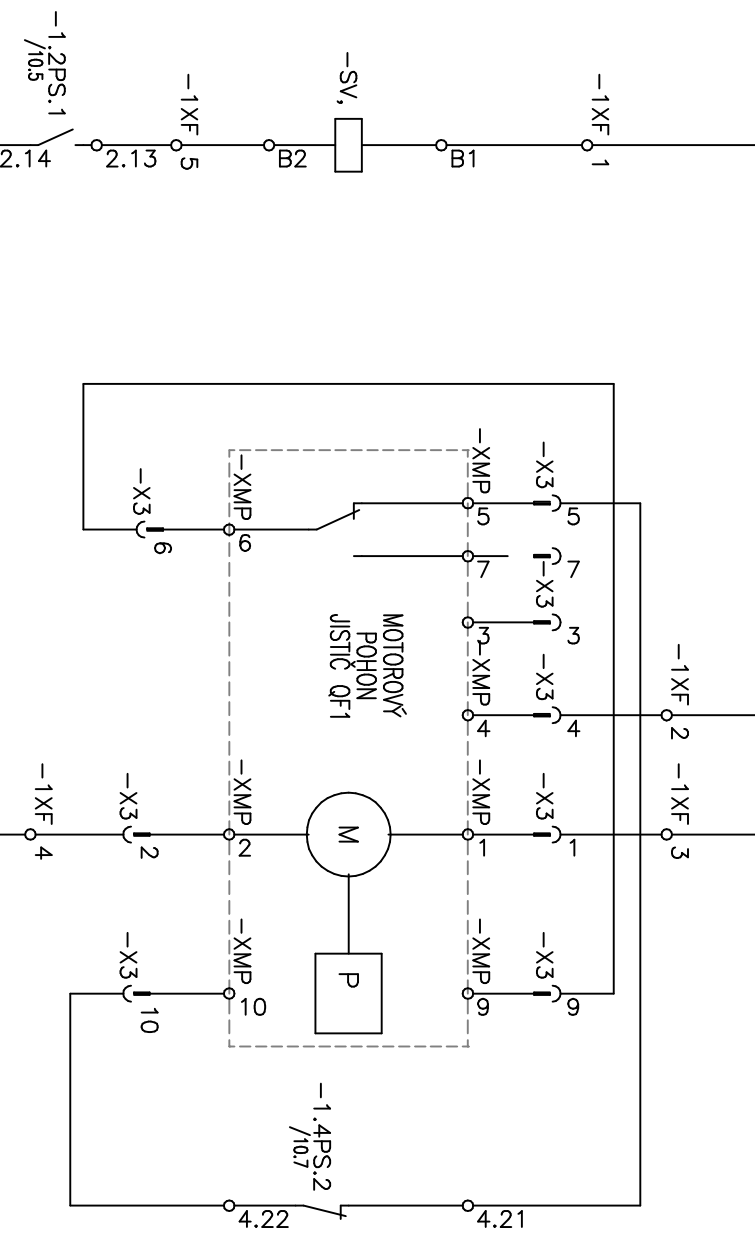 -1.2PS.1
/10.5
2.14
2.13
-1XF
5
B2
-SV,
B1
-1XF
1
-X3
6
-XMP
6
-XMP
5
-X3
5
7
7
-X3
3
3
-XMP
4
-X3
4
-1XF
2
MOTOROVÝ
POHON
JISTIČ QF1
-1XF
4
-X3
2
-XMP
2
M
-XMP
1
-X3
1
-1XF
3
P
-X3
10
-XMP
10
-XMP
9
-X3
9
-1.4PS.2
/10.7
4.22
4.21